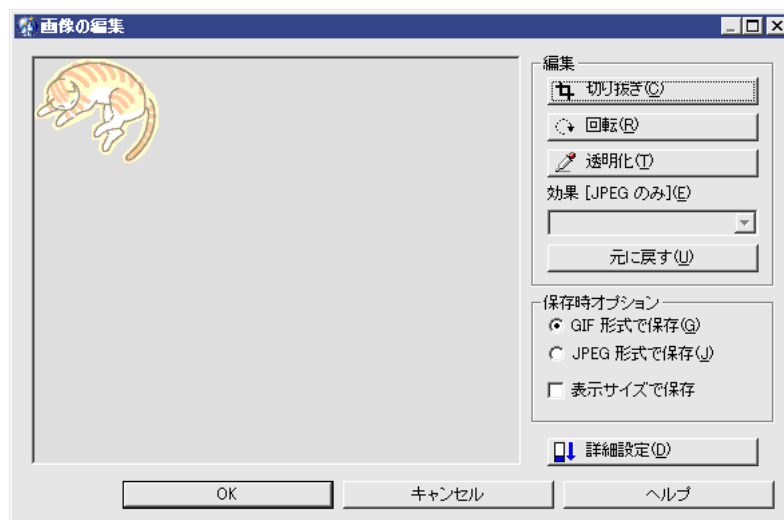 画像の編集
編集
切り抜き(C)
回転(R)
透明化(T)
効果 [JPEG のみ](E)
元に戻す(U)
保存時オプション
GIF 形式で保存(G)
JPEG 形式で保存(J)
表示サイズで保存
詳細設定(D)
OK
キャンセル
ヘルプ